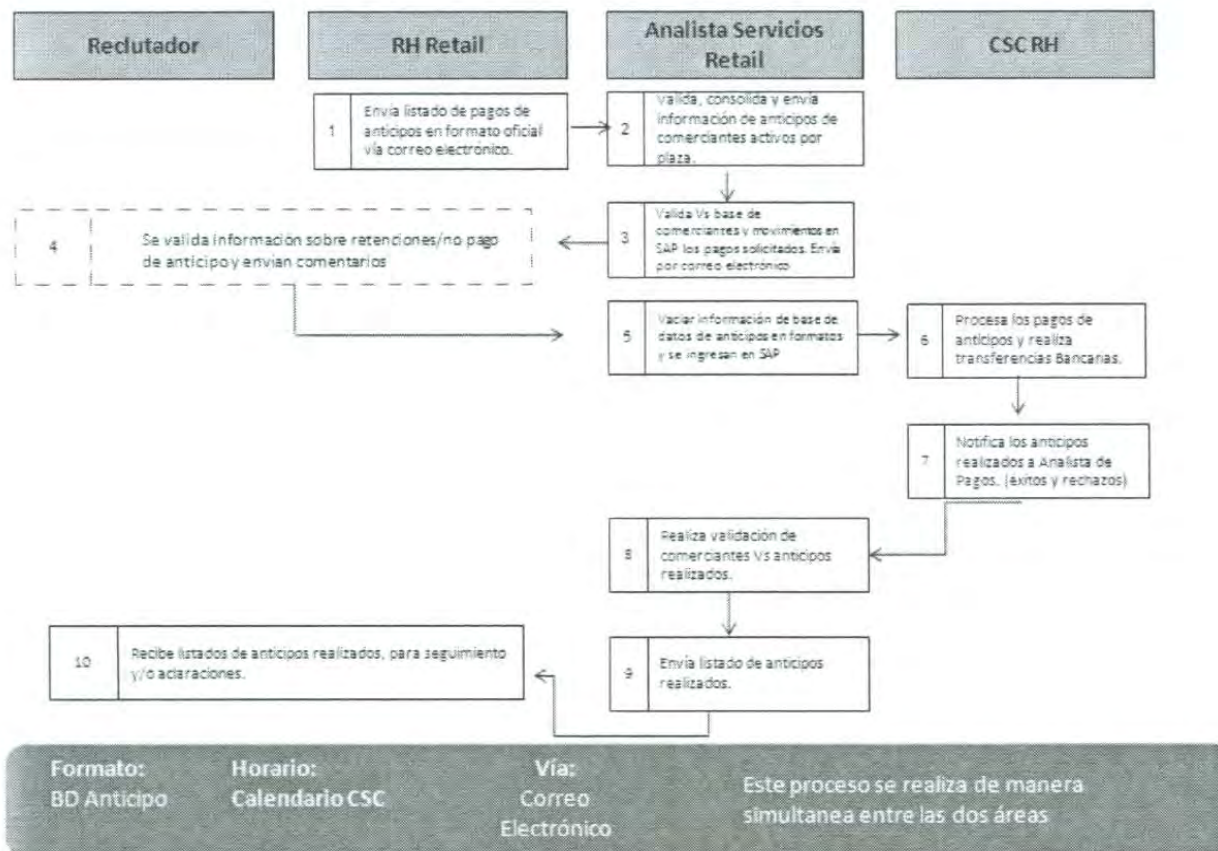 Reclutador
RH Retail
Analista Servicios
Retail
CSC RH
1
Envía listado de pagos de
anticipos en formato oficial
vía correo electrónico.
2
Valida, consolida y envía
información de anticipos de
comerciantes activos por
plaza.
3
Valida Vs base de
comerciantes y movimientos en
SAP los pagos solicitados. Envía
por correo electrónico
4
Se valida información sobre retenciones/no pago
de anticipo y envían comentarios
5
Vaciar información de base de
datos de anticipos en formatos
y se ingresan en SAP
6
Procesa los pagos de
anticipos y realiza
transferencias Bancarias.
7
Notifica los anticipos
realizados a Analista de
Pagos. (éxitos y rechazos)
8
Realiza validación de
comerciantes Vs anticipos
realizados.
9
Envía listado de anticipos
realizados.
10
Recibe listados de anticipos realizados, para seguimiento
y/o aclaraciones.
Formato:
BD Anticipo
Horario:
Calendario CSC
Vía:
Correo
Electrónico
Este proceso se realiza de manera
simultanea entre las dos áreas